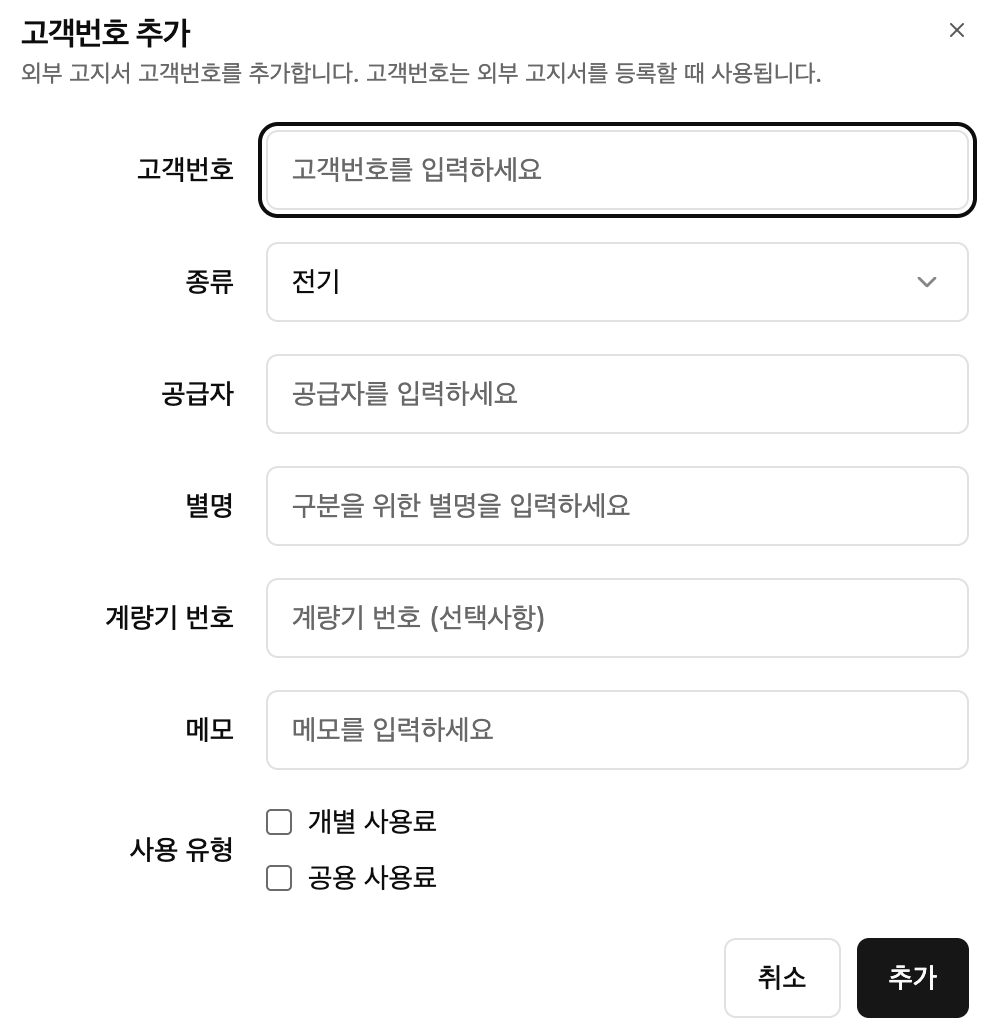 고객번호 추가
외부 고지서 고객번호를 추가합니다. 고객번호는 외부 고지서를 등록할 때 사용됩니다.
고객번호 고객번호를 입력하세요
종류 전기
공급자 공급자를 입력하세요
별명 구분을 위한 별명을 입력하세요
계량기 번호 계량기 번호 (선택사항)
메모 메모를 입력하세요
사용 유형
개별 사용료
공용 사용료
취소 추가